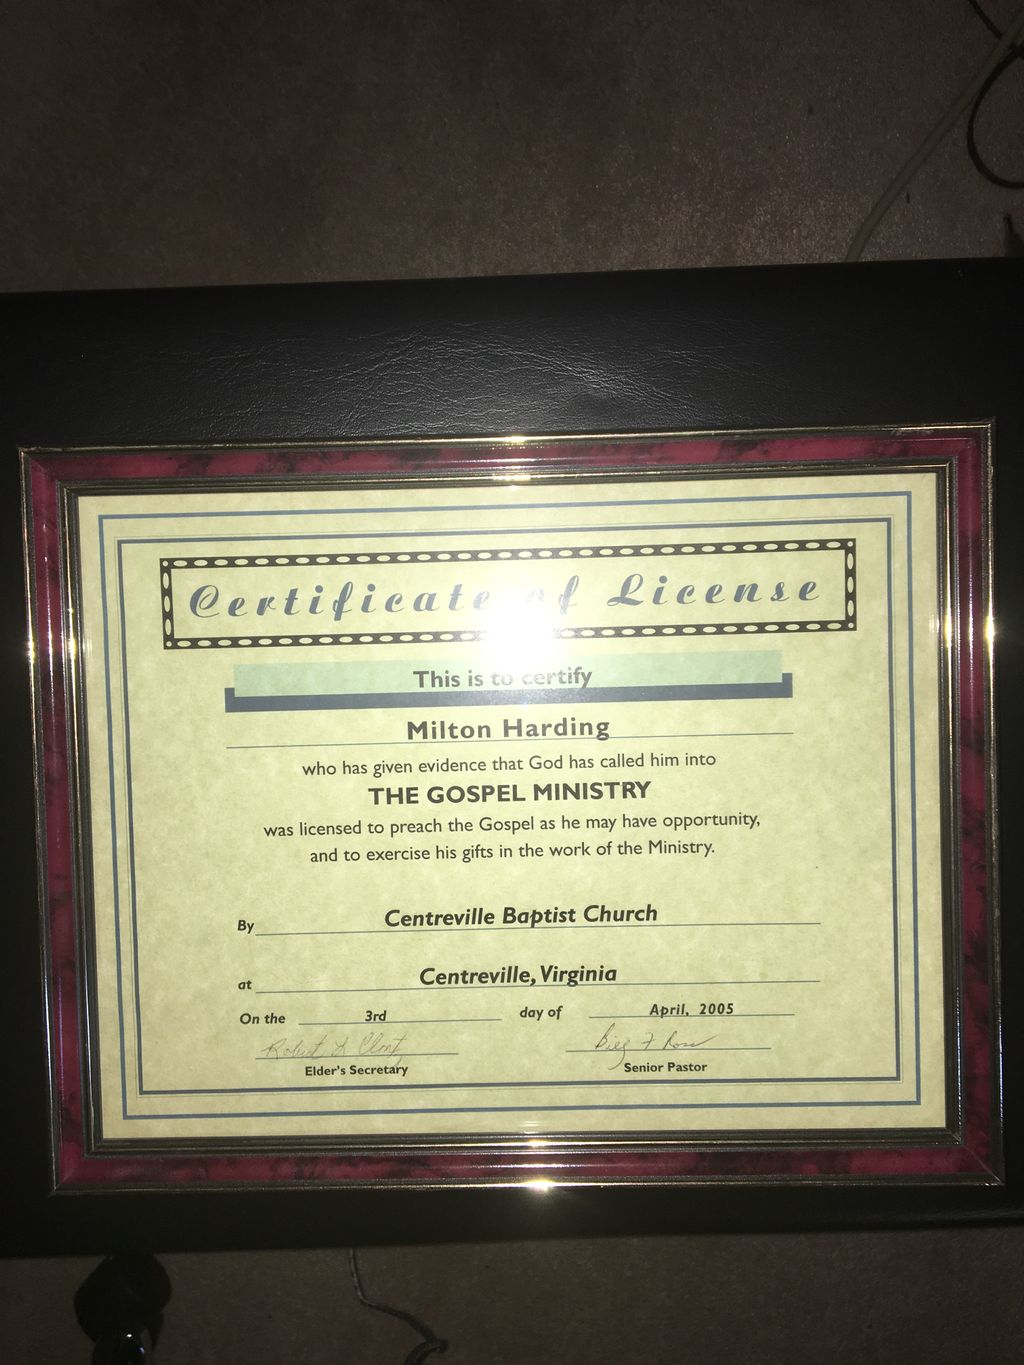 Certificate of License
This is to certify
Milton Harding
who has given evidence that God has called him into
THE GOSPEL MINISTRY
was licensed to preach the Gospel as he may have opportunity,
and to exercise his gifts in the work of the Ministry.
By Centreville Baptist Church
at Centreville, Virginia
On the 3rd day of April, 2005
Robert L
Elder's Secretary Senior Pastor